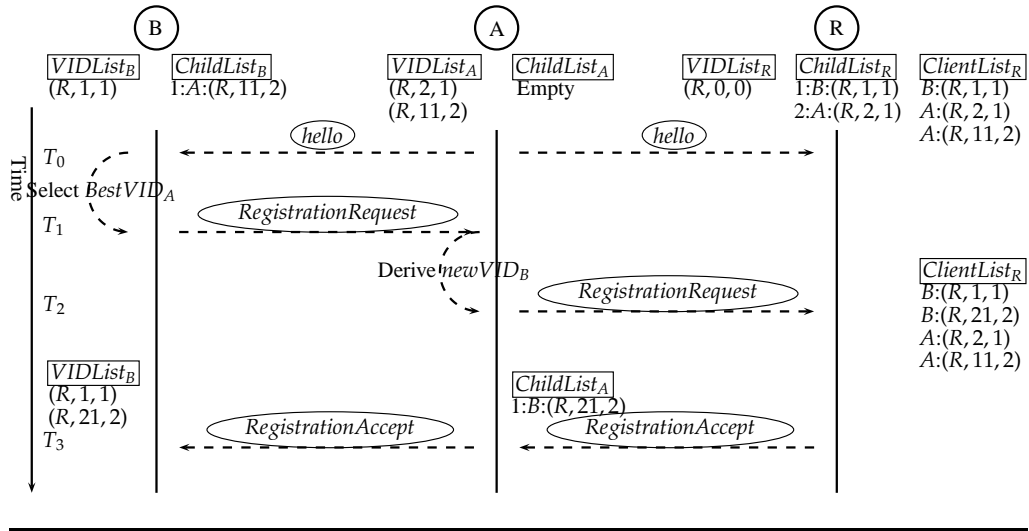 B A R
VIDList_B ChildList_B VIDList_A ChildList_A VIDList_R ChildList_R ClientList_R
(R, 1, 1) 1:A:(R, 11, 2) (R, 2, 1) Empty (R, 0, 0) 1:B:(R, 1, 1) B:(R, 1, 1)
(R, 11, 2) 2:A:(R, 2, 1) A:(R, 2, 1)
hello hello A:(R, 11, 2)
T_0
Time
Select BestVID_A
RegistrationRequest
T_1
Derive newVID_B
ClientList_R
RegistrationRequest B:(R, 1, 1)
T_2 B:(R, 21, 2)
A:(R, 2, 1)
A:(R, 11, 2)
VIDList_B
(R, 1, 1) ChildList_A
(R, 21, 2) 1:B:(R, 21, 2)
RegistrationAccept RegistrationAccept
T_3